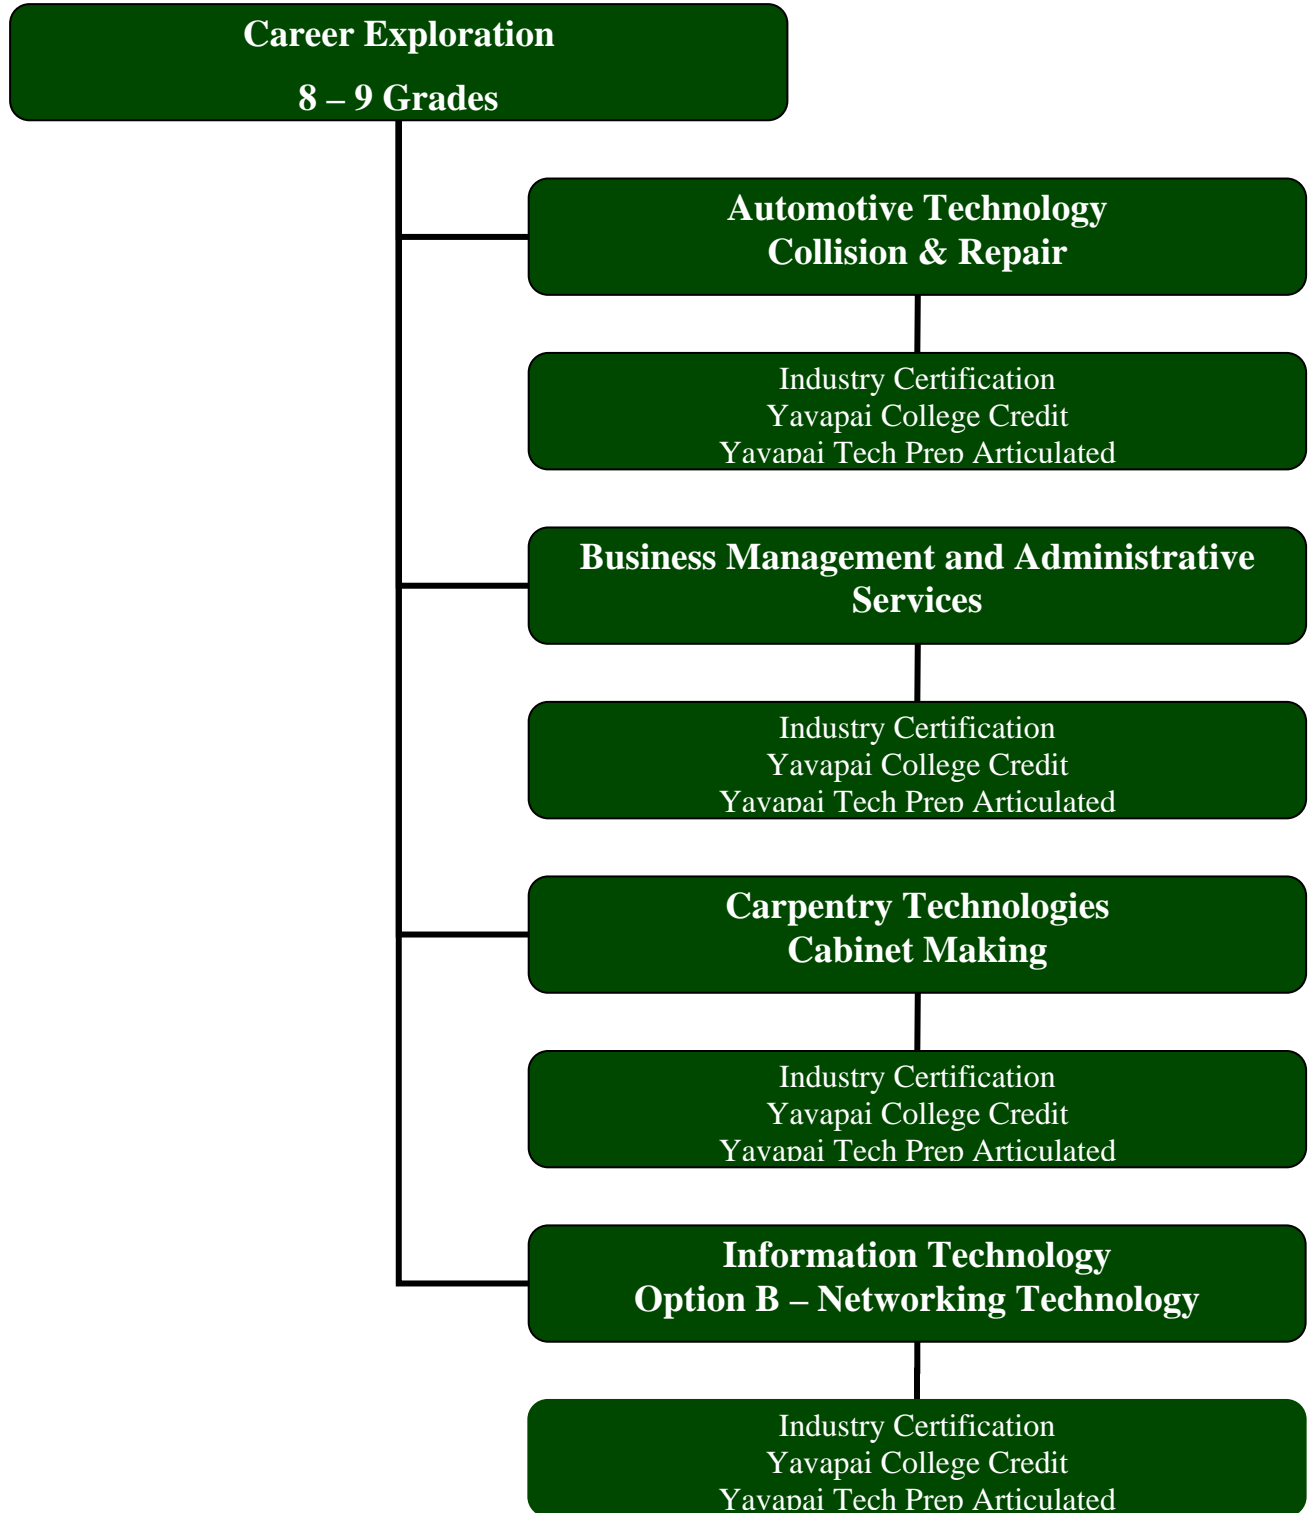 Career Exploration
8 – 9 Grades
Automotive Technology
Collision & Repair
Industry Certification
Yavapai College Credit
Yavapai Tech Prep Articulated
Business Management and Administrative
Services
Industry Certification
Yavapai College Credit
Yavapai Tech Prep Articulated
Carpentry Technologies
Cabinet Making
Industry Certification
Yavapai College Credit
Yavapai Tech Prep Articulated
Information Technology
Option B – Networking Technology
Industry Certification
Yavapai College Credit
Yavapai Tech Prep Articulated